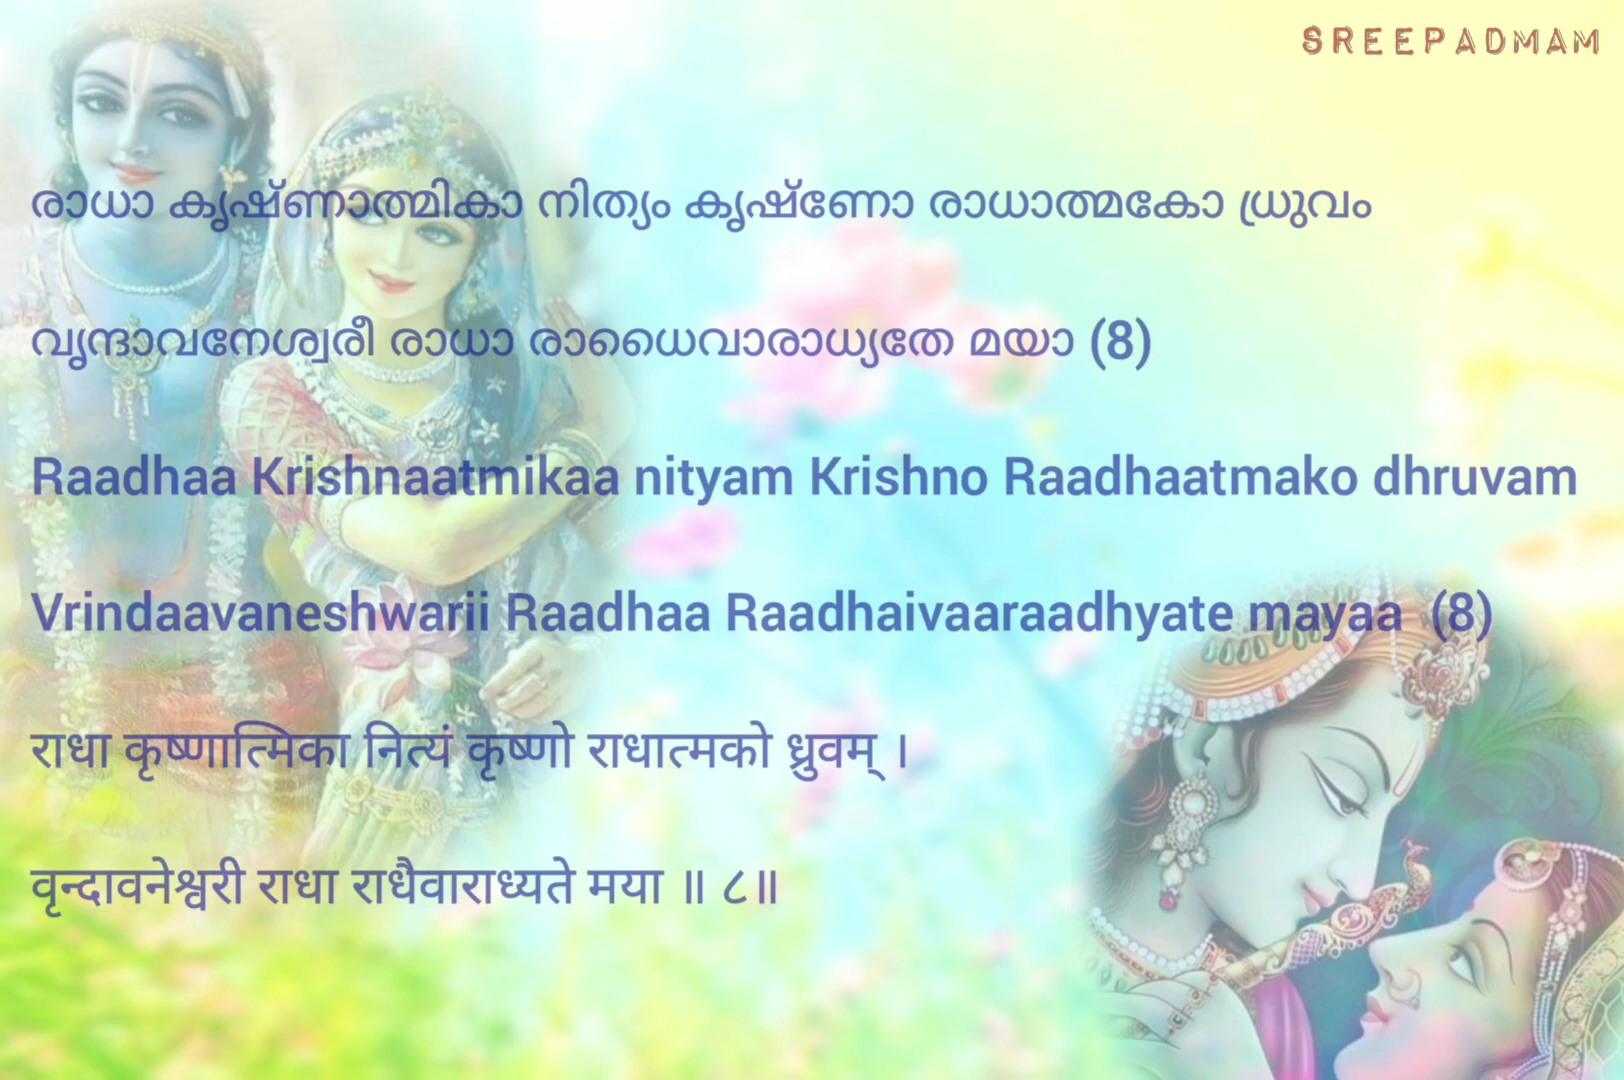 SREEPADMAM
രാധാ കൃഷ്ണാത്മികാ നിത്യം കൃഷ്ണോ രാധാത്മകോ ധ്രുവം
വൃന്ദാവനേശ്വരീ രാധാ രാധൈവാരാധ്യതേ മയാ (8)
Raadhaa Krishnaatmikaa nityam Krishno Raadhaatmako dhruvam
Vrindaavaneshwarii Raadhaa Raadhaivaaraadhyate mayaa (8)
राधा कृष्णात्मिका नित्यं कृष्णो राधात्मको ध्रुवम् ।
वृन्दावनेश्वरी राधा राधैवाराध्यते मया ॥ ८॥